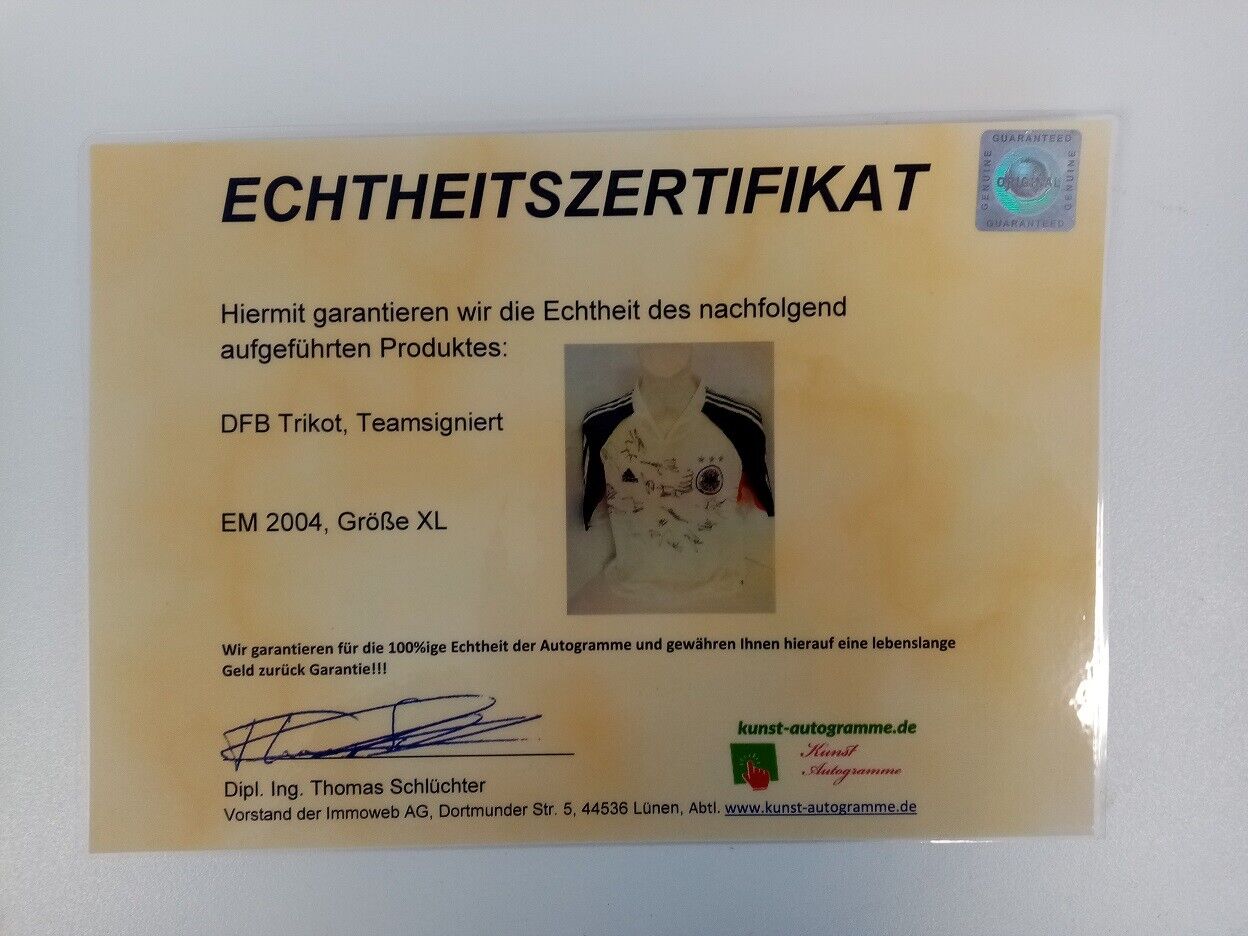 GUARANTEED
GENUINE
ORIGINAL
GENUINE
GUARANTEED
ECHTHEITSZERTIFIKAT
Hiermit garantieren wir die Echtheit des nachfolgend
aufgeführten Produktes:
DFB Trikot, Teamsigniert
EM 2004, Größe XL
Wir garantieren für die 100%ige Echtheit der Autogramme und gewähren Ihnen hierauf eine lebenslange
Geld zurück Garantie!!!
kunst-autogramme.de
Kunst
Autogramme
Dipl. Ing. Thomas Schlüchter
Vorstand der Immoweb AG, Dortmunder Str. 5, 44536 Lünen, Abtl. www.kunst-autogramme.de